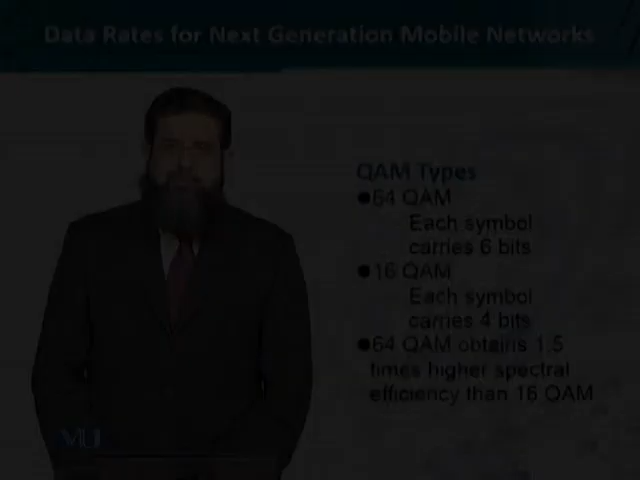 Data Rates for Next Generation Mobile Networks
QAM Types
●64 QAM
Each symbol
carries 6 bits
●16 QAM
Each symbol
carries 4 bits
●64 QAM obtains 1.5
times higher spectral
efficiency than 16 QAM
VU